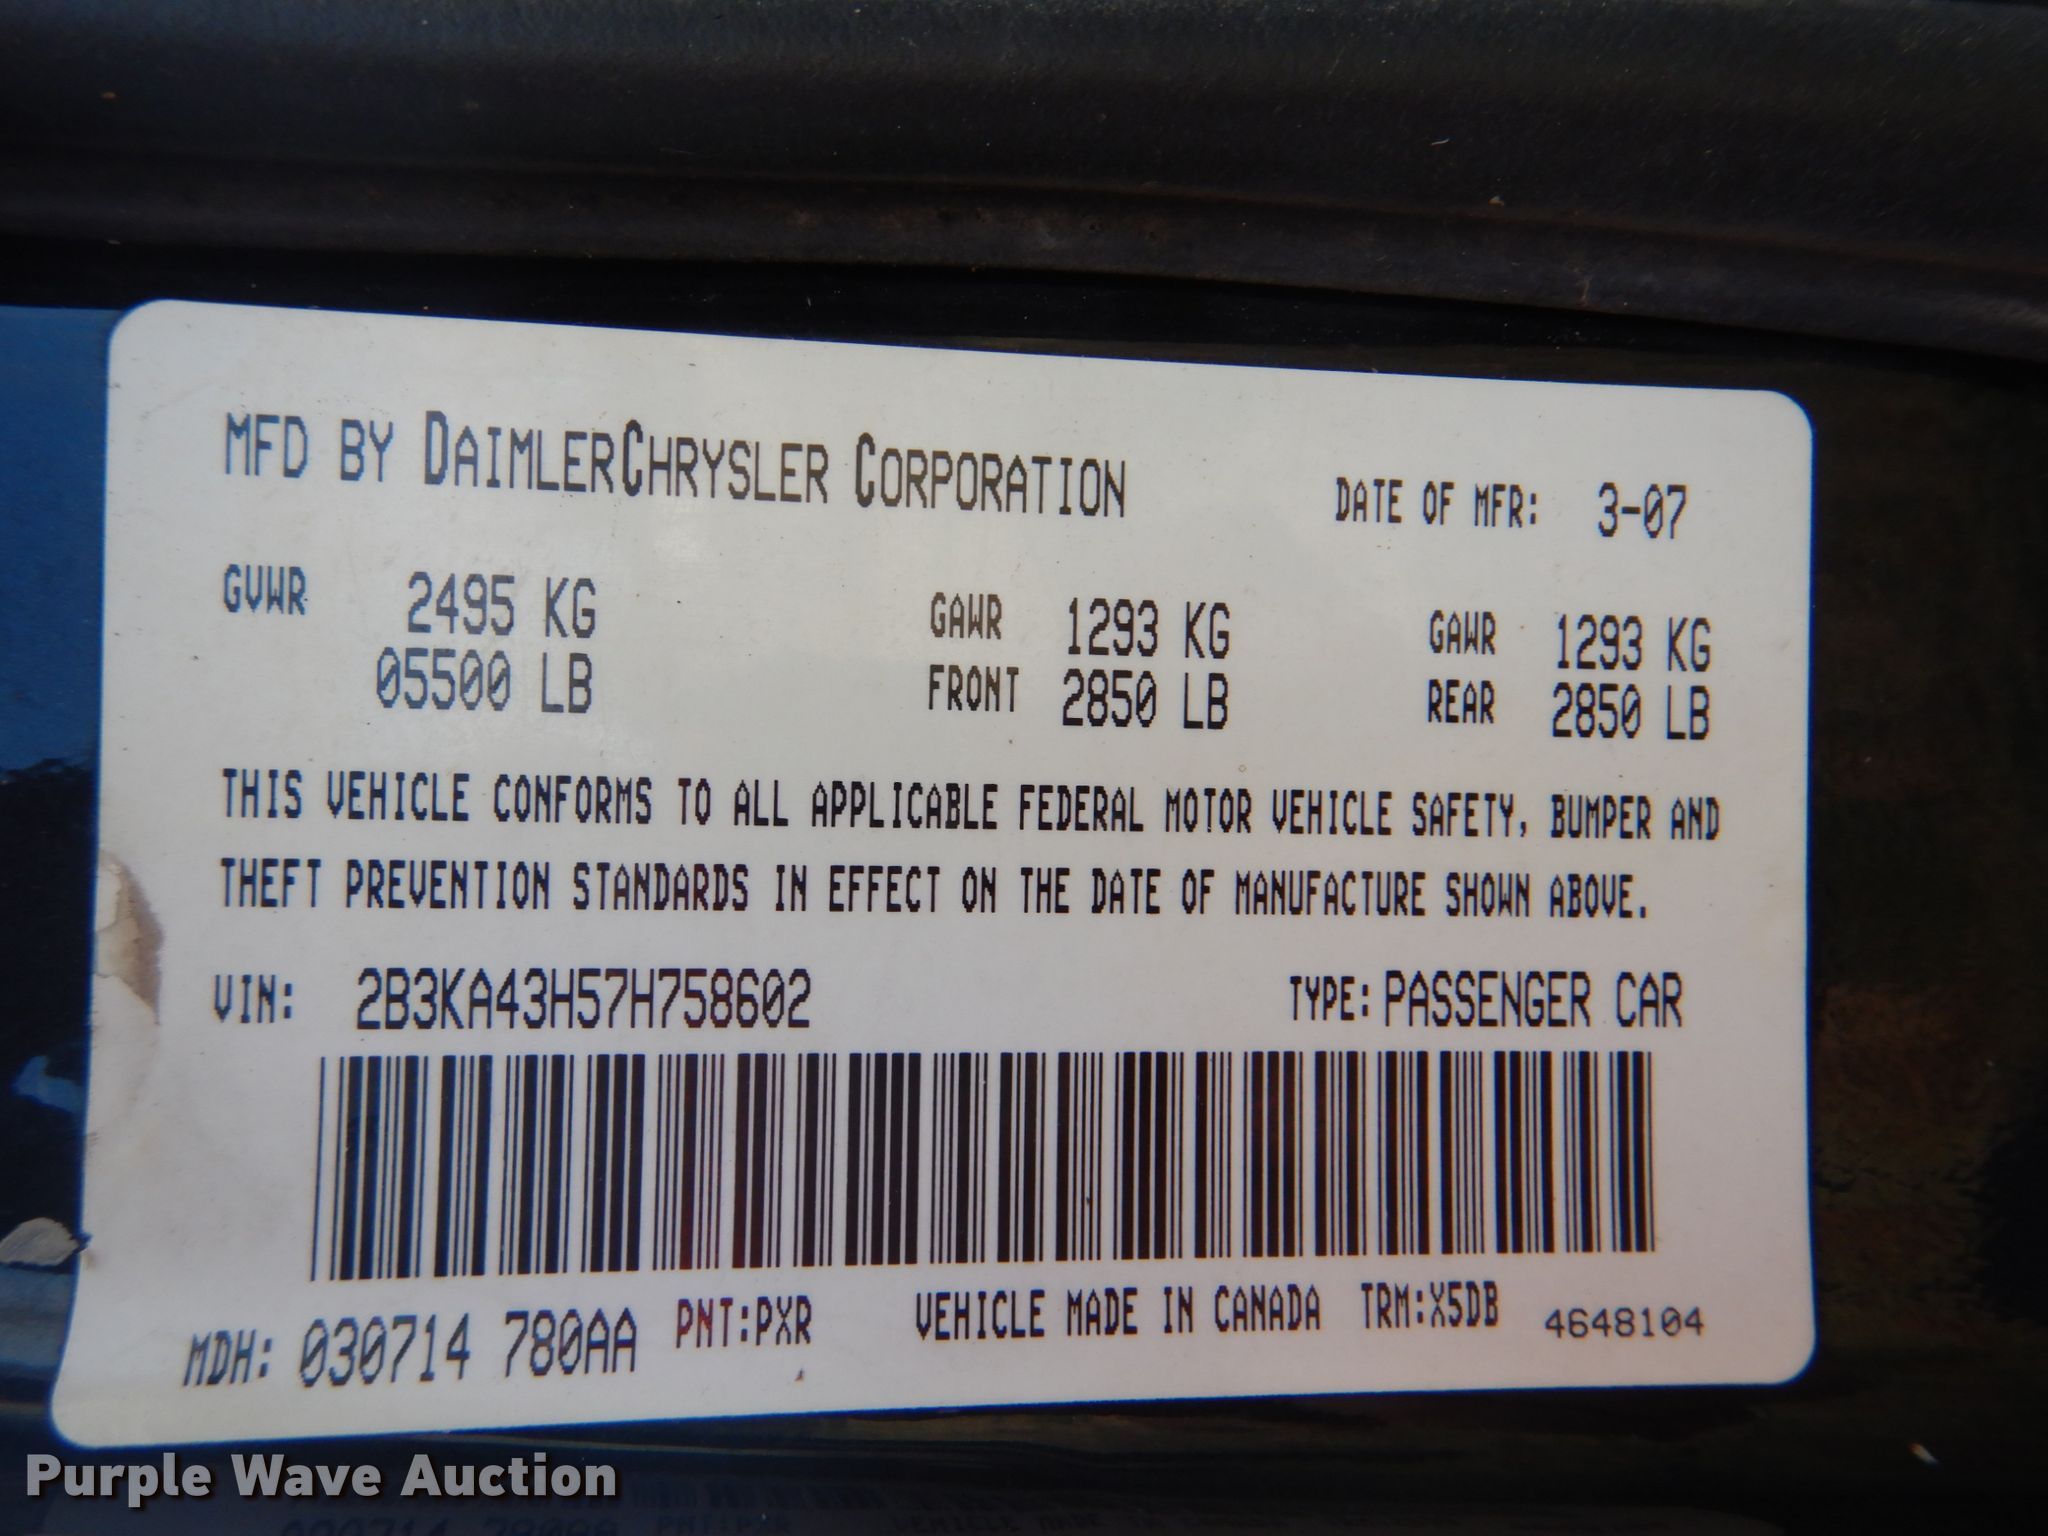 MFD BY DAIMLERCHRYSLER CORPORATION DATE OF MFR: 3-07
GVWR 2495 KG GAWR 1293 KG GAWR 1293 KG
05500 LB FRONT 2850 LB REAR 2850 LB
THIS VEHICLE CONFORMS TO ALL APPLICABLE FEDERAL MOTOR VEHICLE SAFETY, BUMPER AND
THEFT PREVENTION STANDARDS IN EFFECT ON THE DATE OF MANUFACTURE SHOWN ABOVE.
VIN: 2B3KA43H57H758602 TYPE: PASSENGER CAR
MDH: 030714 780AA PNT:PXR VEHICLE MADE IN CANADA TRM:X5DB 4648104
Purple Wave Auction